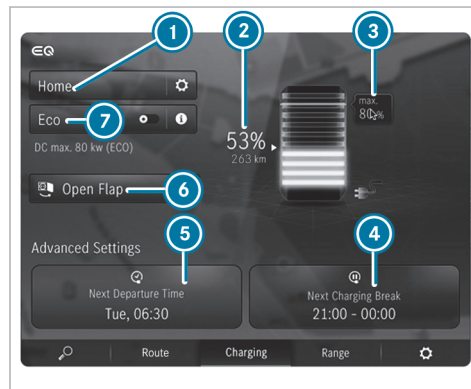 EQ
1
2
3
Home
max.
80%
Eco
7
53%
263 km
DC max. 80 kw (ECO)
Open Flap
6
Advanced Settings
5
4
Next Departure Time
Tue, 06:30
Next Charging Break
21:00 - 00:00
Route
Charging
Range